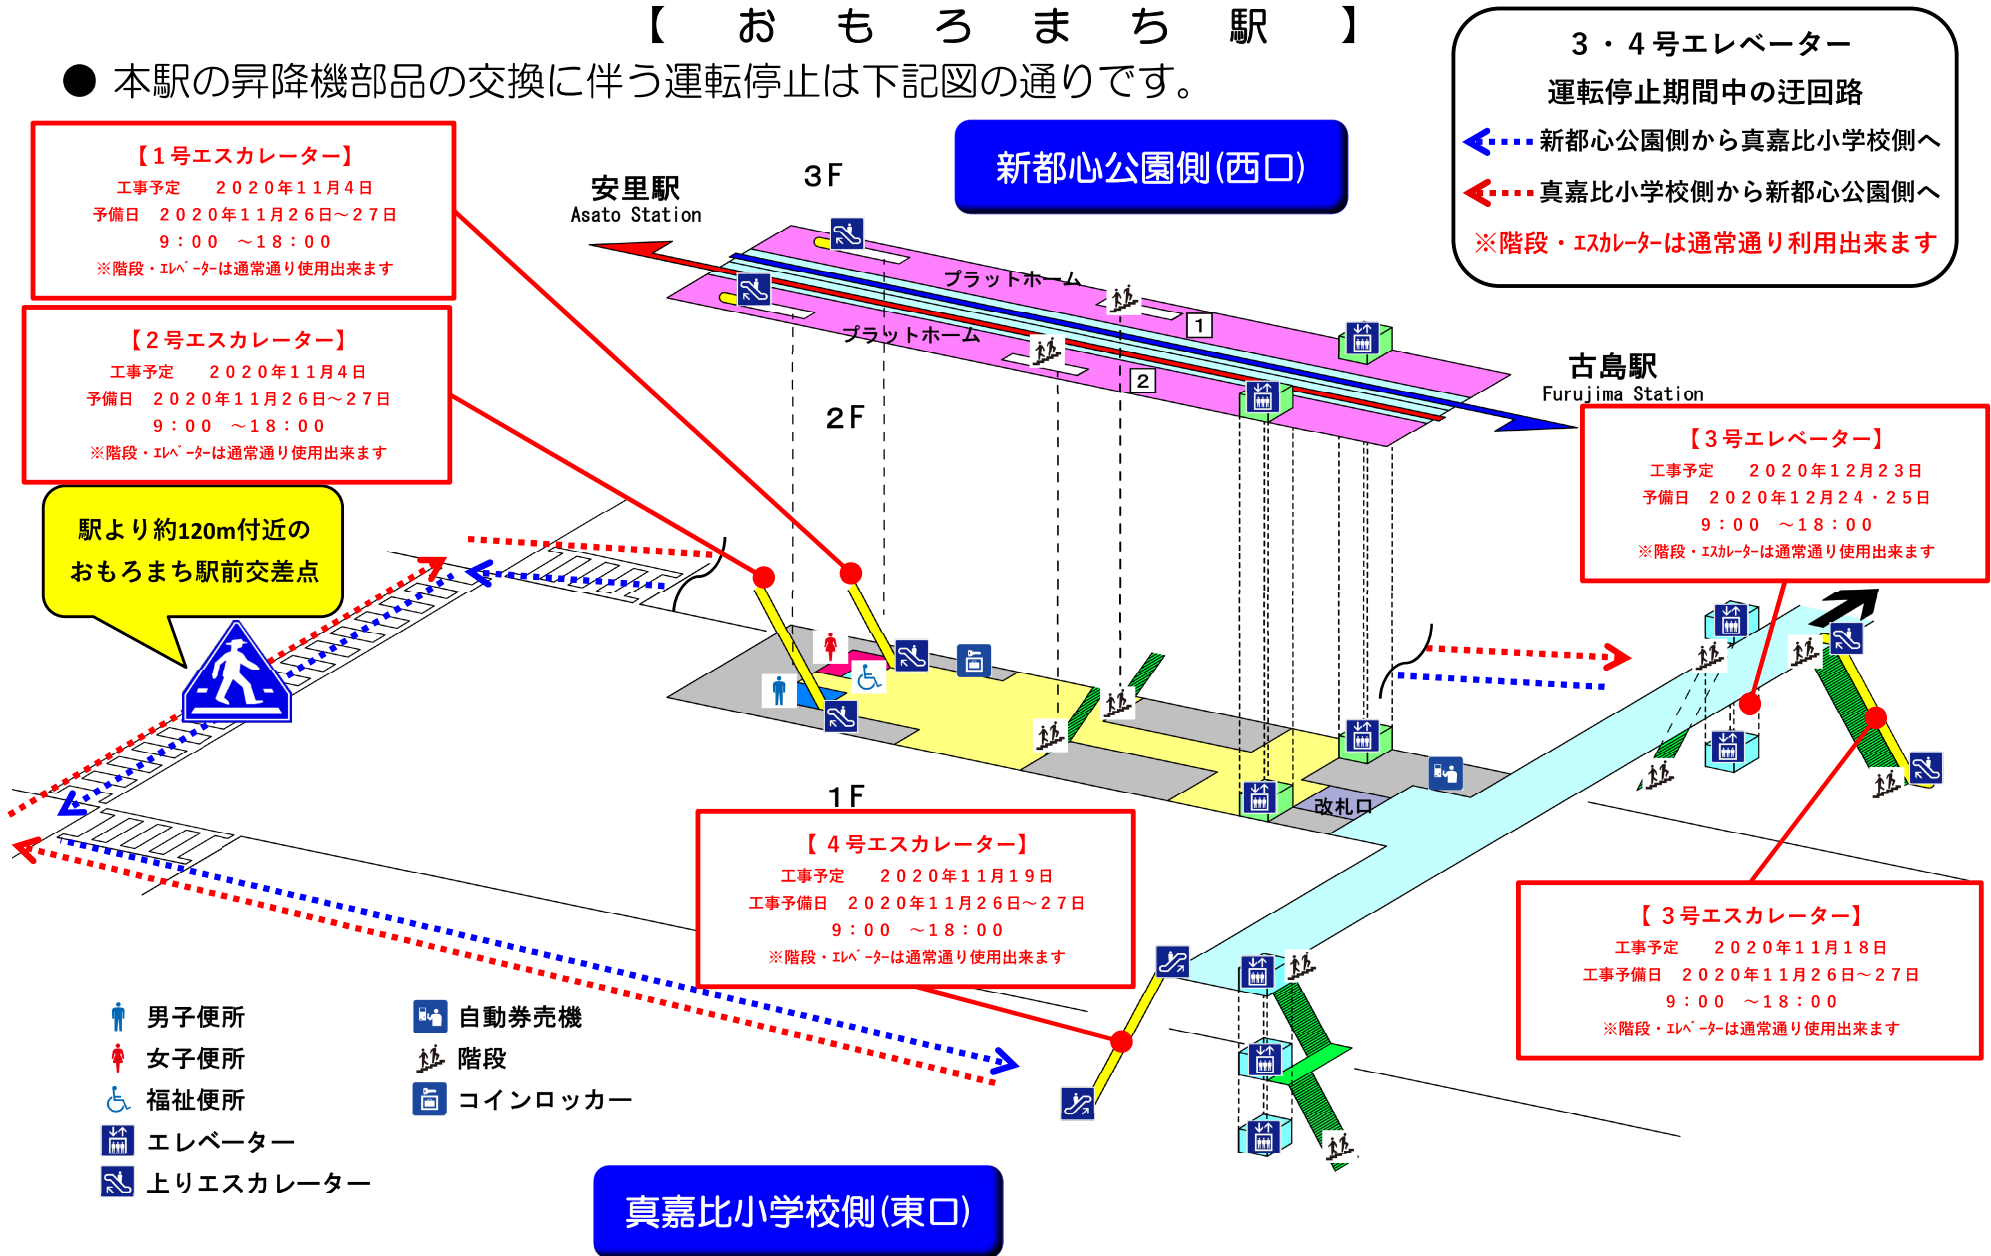 【　お　も　ろ　ま　ち　駅　】
● 本駅の昇降機部品の交換に伴う運転停止は下記図の通りです。
３・４号エレベーター
運転停止期間中の迂回路
新都心公園側から真嘉比小学校側へ
真嘉比小学校側から新都心公園側へ
※階段・ｴｽｶﾚｰﾀｰは通常通り利用出来ます
【１号エスカレーター】
工事予定　　２０２０年１１月４日
予備日　２０２０年１１月２６日～２７日
９：００　～１８：００
※階段・ｴﾚﾍﾞｰﾀｰは通常通り使用出来ます
【２号エスカレーター】
工事予定　　２０２０年１１月４日
予備日　２０２０年１１月２６日～２７日
９：００　～１８：００
※階段・ｴﾚﾍﾞｰﾀｰは通常通り使用出来ます
新都心公園側(西口)
3F
安里駅
Asato Station
プラットホーム
1
プラットホーム
2
古島駅
Furujima Station
2F
【３号エレベーター】
工事予定　　２０２０年１２月２３日
予備日　２０２０年１２月２４・２５日
９：００　～１８：００
※階段・ｴｽｶﾚｰﾀｰは通常通り使用出来ます
駅より約120m付近の
おもろまち駅前交差点
改札口
1F
【 ４号エスカレーター】
工事予定　　２０２０年１１月１９日
工事予備日　２０２０年１１月２６日～２７日
９：００　～１８：００
※階段・ｴﾚﾍﾞｰﾀｰは通常通り使用出来ます
【 ３号エスカレーター】
工事予定　　２０２０年１１月１８日
工事予備日　２０２０年１１月２６日～２７日
９：００　～１８：００
※階段・ｴﾚﾍﾞｰﾀｰは通常通り使用出来ます
男子便所
女子便所
福祉便所
エレベーター
上りエスカレーター
自動券売機
階段
コインロッカー
真嘉比小学校側(東口)